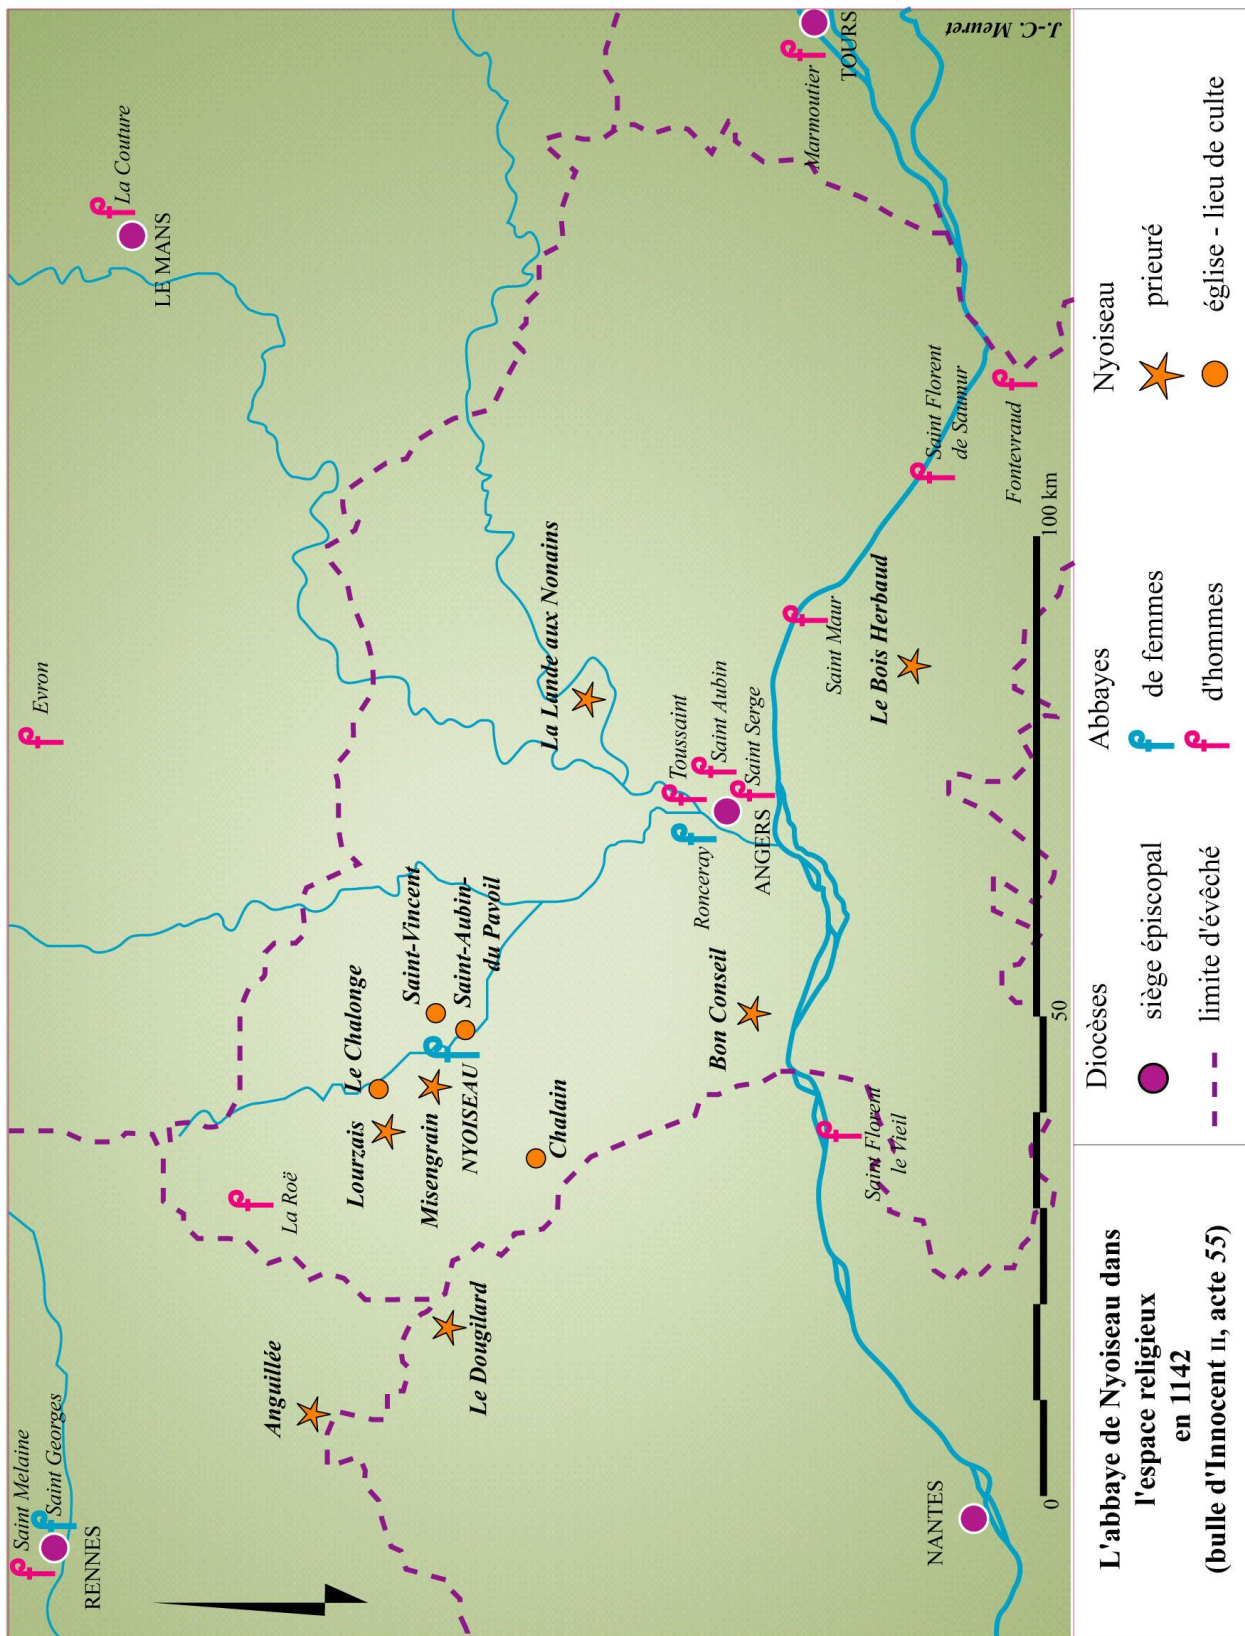 Saint Melaine
Saint Georges
RENNES
Evron
La Couture
LE MANS
Anguillée
La Roë
Le Dougilard
Lourzais
Le Chalonge
Misengrain
Saint-Vincent
Saint-Aubin-
du Pavoil
NYOISEAU
Chalain
La Lande aux Nonains
Toussaint
Saint Aubin
Saint Serge
Ronceray
ANGERS
Bon Conseil
Marmoutier
TOURS
Saint Maur
Le Bois Herbaud
Saint Florent
de Saumur
Fontevraud
Saint Florent
le Vieil
NANTES
0
50
100 km
J.-C. Meuret
L'abbaye de Nyoiseau dans
l'espace religieux
en 1142
(bulle d'Innocent II, acte 55)
Diocèses
siège épiscopal
limite d'évêché
Abbayes
de femmes
d'hommes
Nyoiseau
prieuré
église - lieu de culte